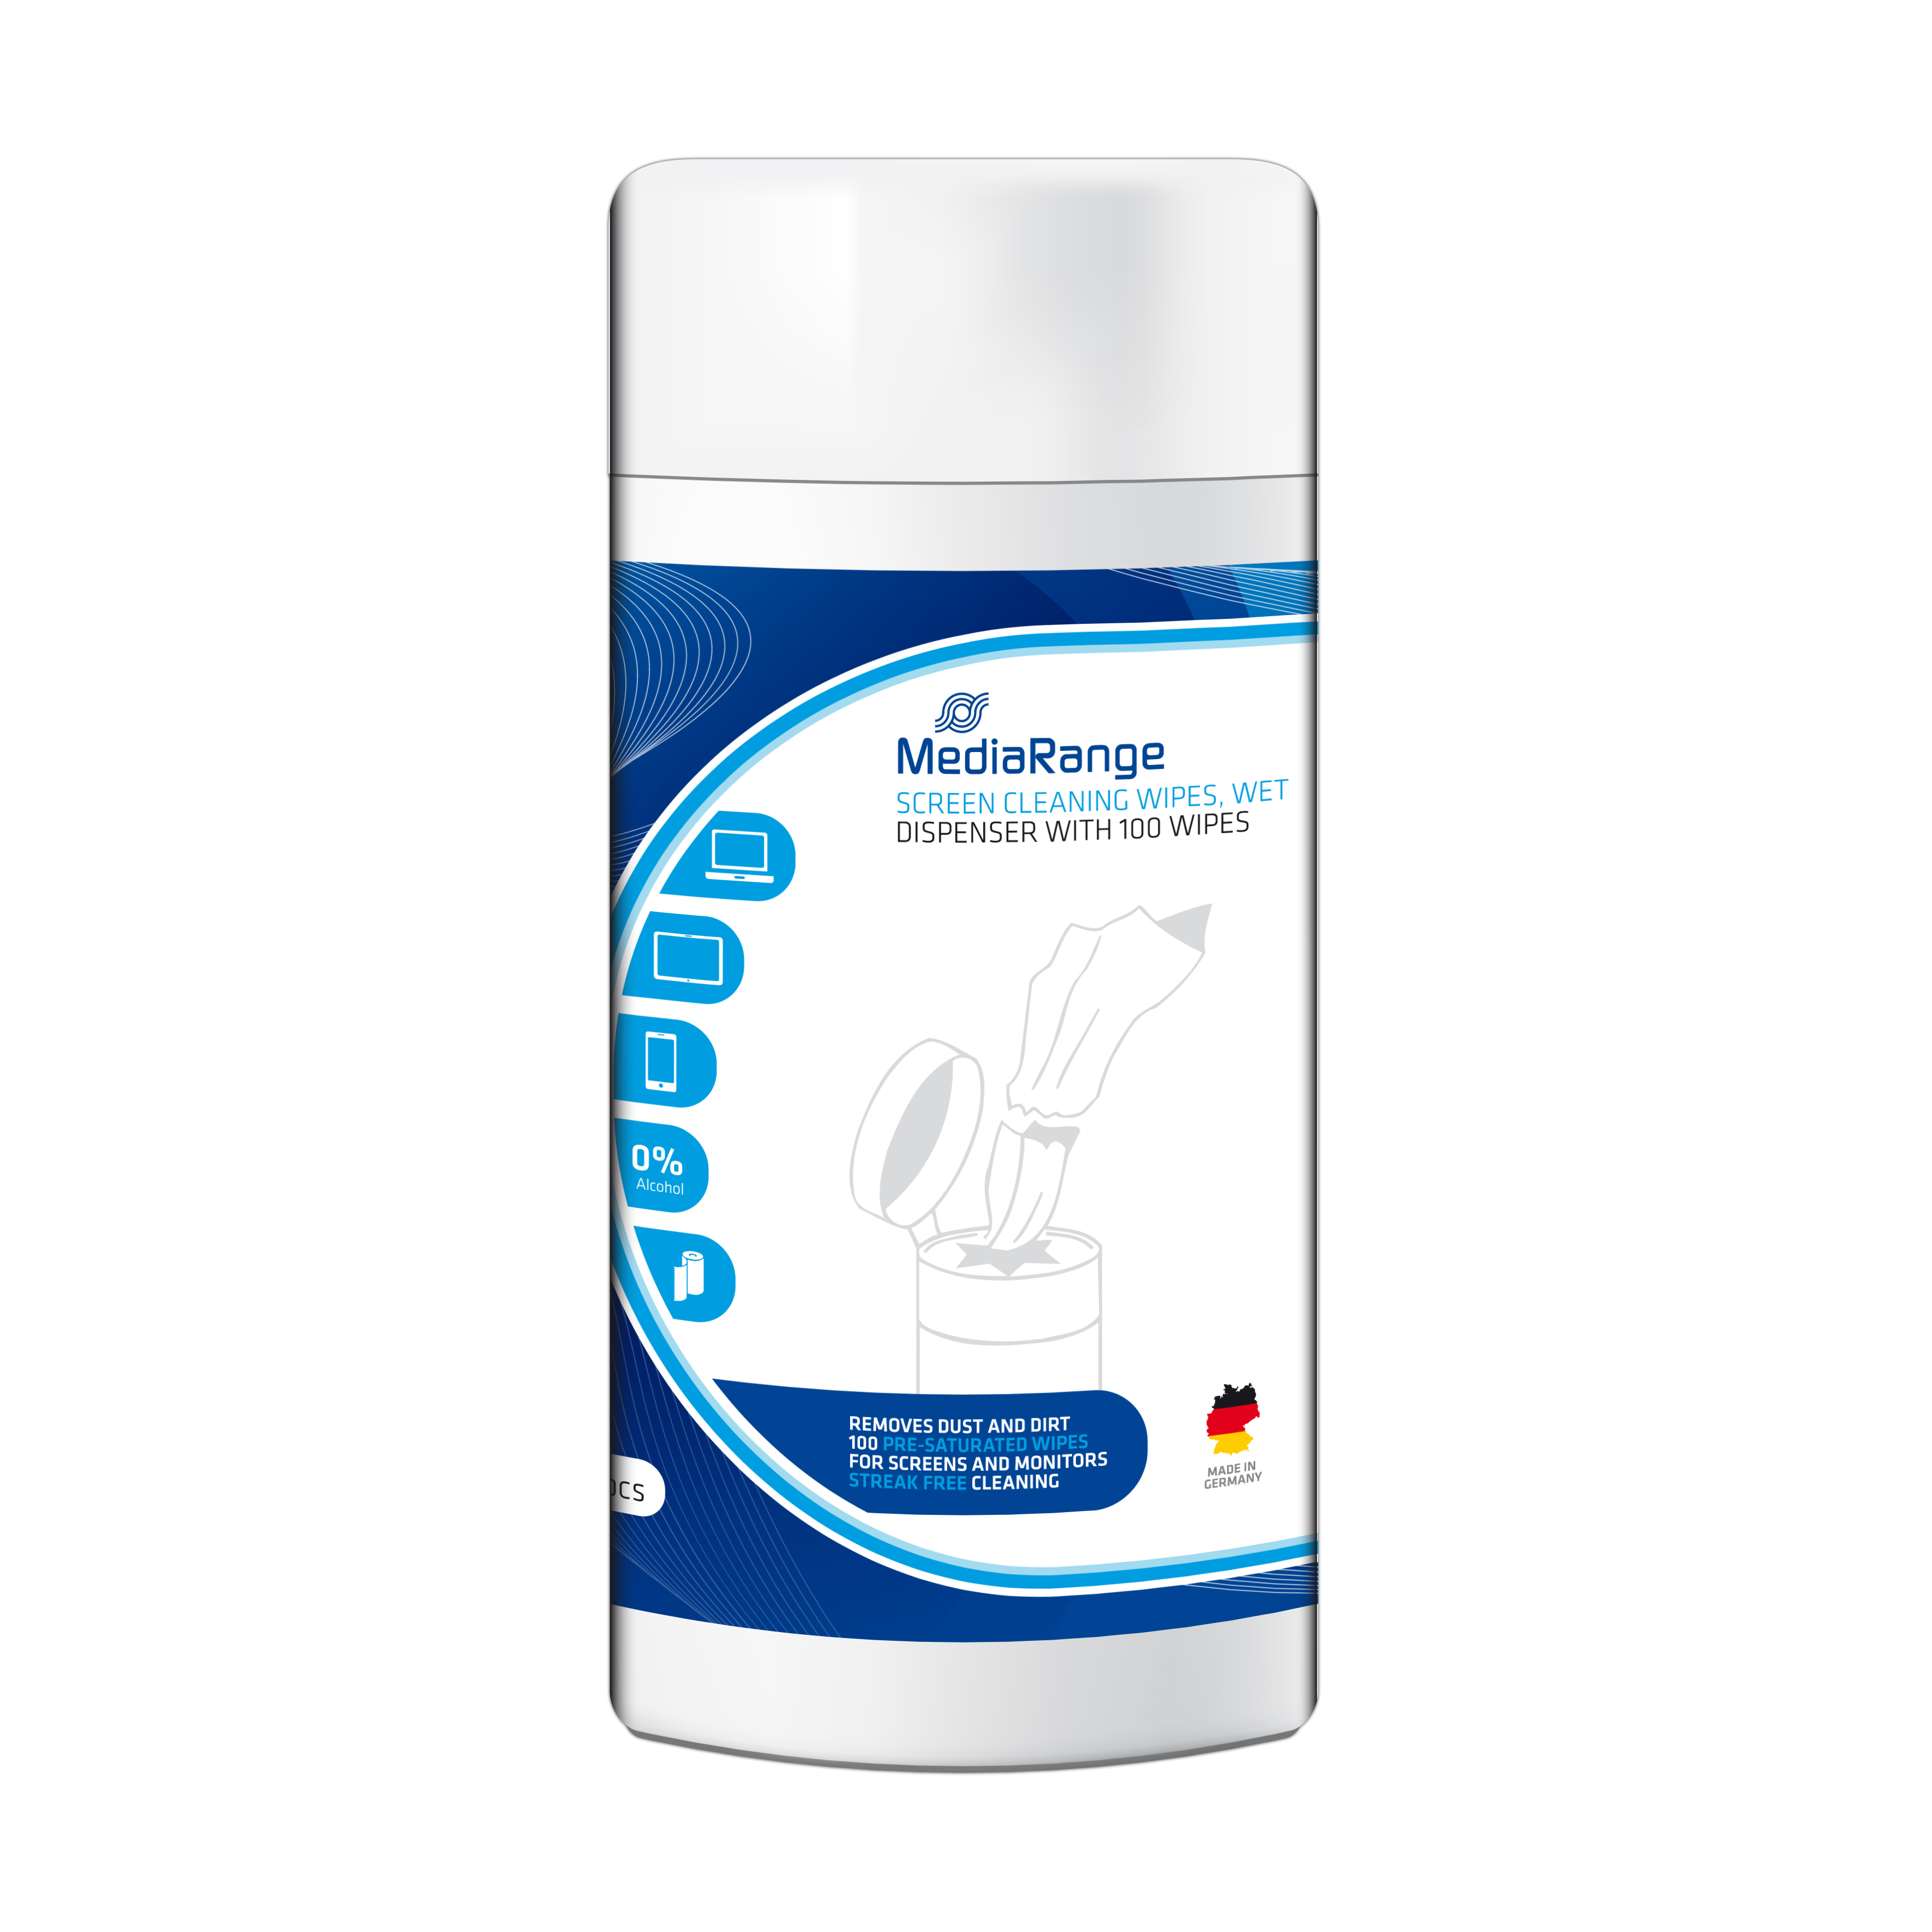 MediaRange
SCREEN CLEANING WIPES, WET
DISPENSER WITH 100 WIPES
0%
Alcohol
REMOVES DUST AND DIRT
100 PRE-SATURATED WIPES
FOR SCREENS AND MONITORS
STREAK FREE CLEANING
MADE IN
GERMANY